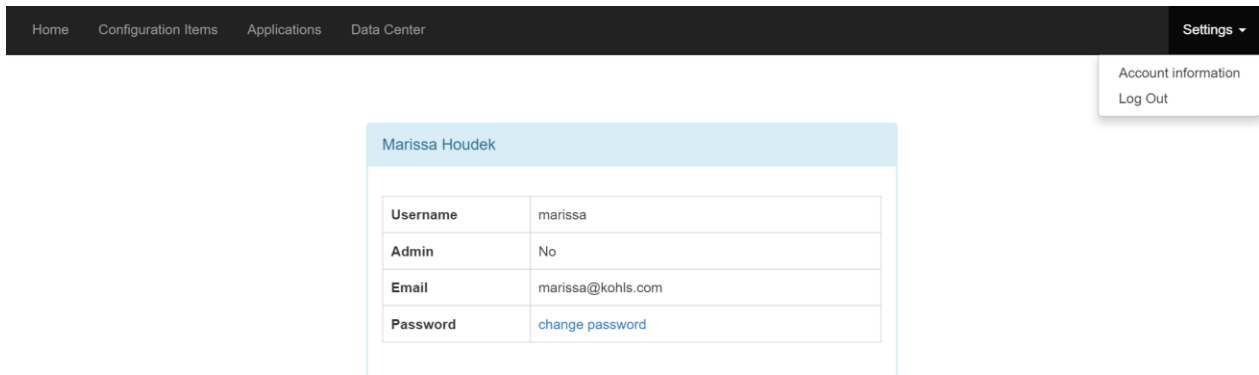 Home Configuration Items Applications Data Center Settings
Account information
Log Out
Marissa Houdek
Username marissa
Admin No
Email marissa@kohls.com
Password change password